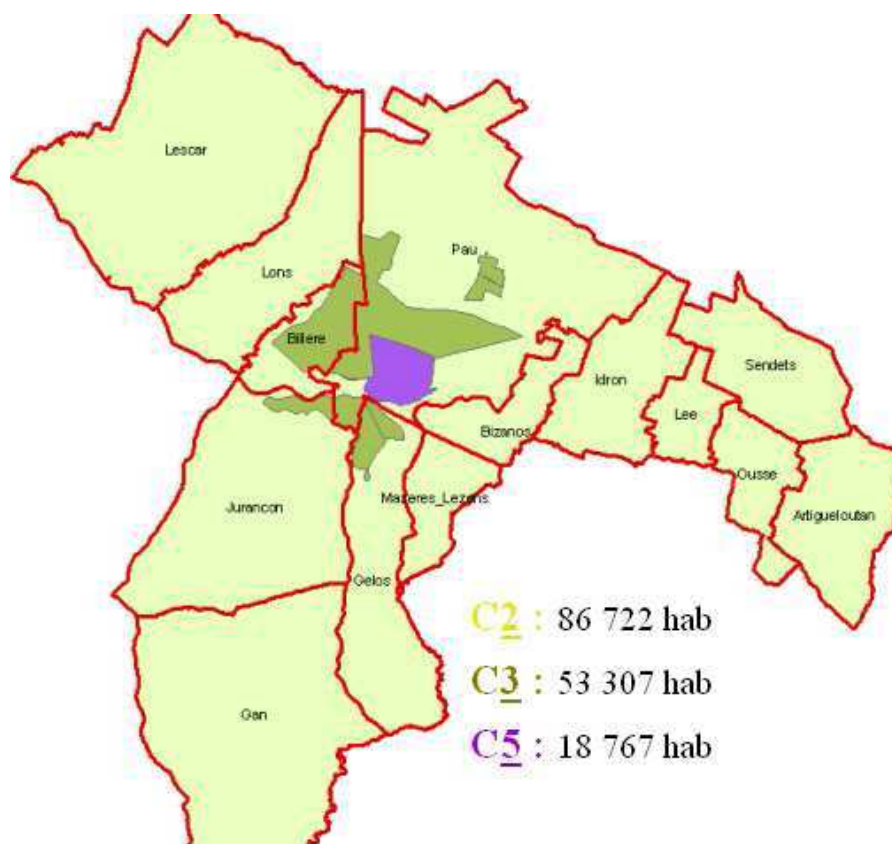 Lescar
Pau
Lons
Billere
Sendets
Idron
Lee
Bizanos
Ousse
Mazeres_Lezons
Jurancon
Artigueloutan
Gelos
Gan
C2 : 86 722 hab
C3 : 53 307 hab
C5 : 18 767 hab